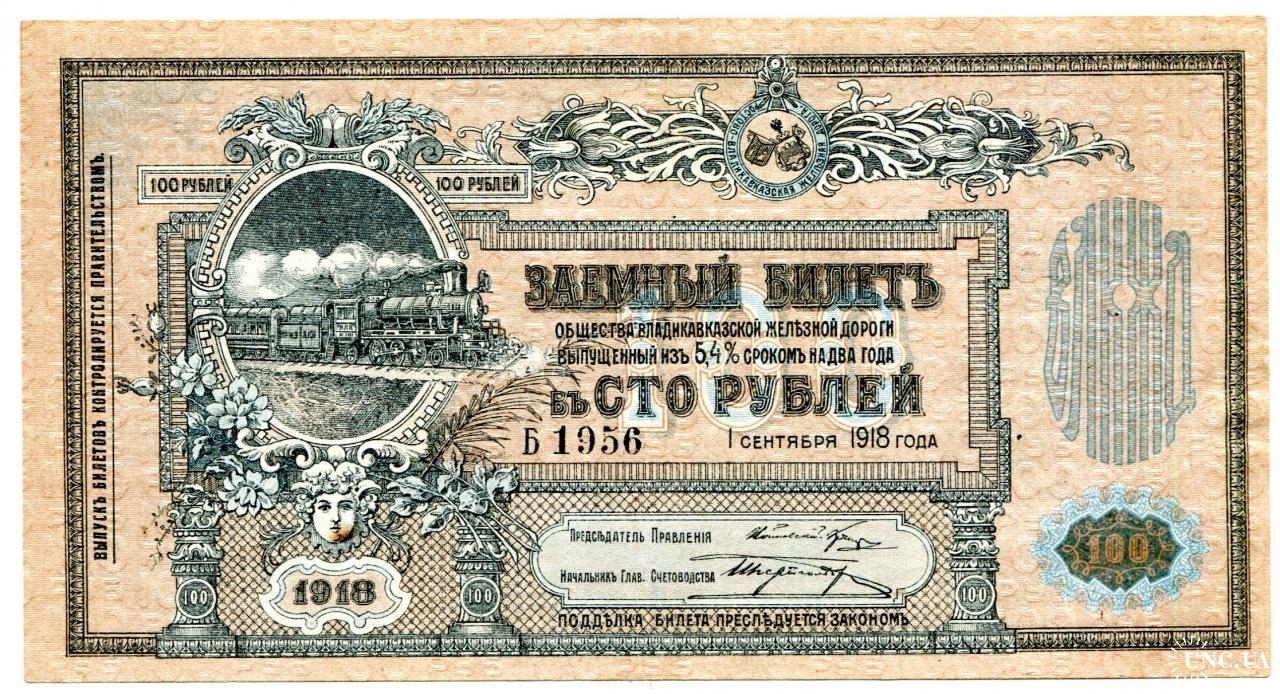 100 РУБЛЕЙ
100 РУБЛЕЙ
ВЛАДИКАВКАЗСКАЯ
ВЫПУСКЪ БИЛЕТОВЪ КОНТРОЛИРУЕТСЯ ПРАВИТЕЛЬСТВОМЪ.
ЗАЕМНЫЙ БИЛЕТЪ
ОБЩЕСТВА ВЛАДИКАВКАЗСКОЙ ЖЕЛѢЗНОЙ ДОРОГИ
ВЫПУЩЕННЫЙ ИЗЪ 5,4% СРОКОМЪ НА ДВА ГОДА
ВЪ СТО РУБЛЕЙ
100
Б 1956
1 СЕНТЯБРЯ 1918 ГОДА
ПРЕДСѢДАТЕЛЬ ПРАВЛЕНІЯ
НАЧАЛЬНИКЪ ГЛАВ. СЧЕТОВОДСТВА
ПОДДѢЛКА БИЛЕТА ПРЕСЛѢДУЕТСЯ ЗАКОНОМЪ
1918
100
100
100
100
UNC.UA